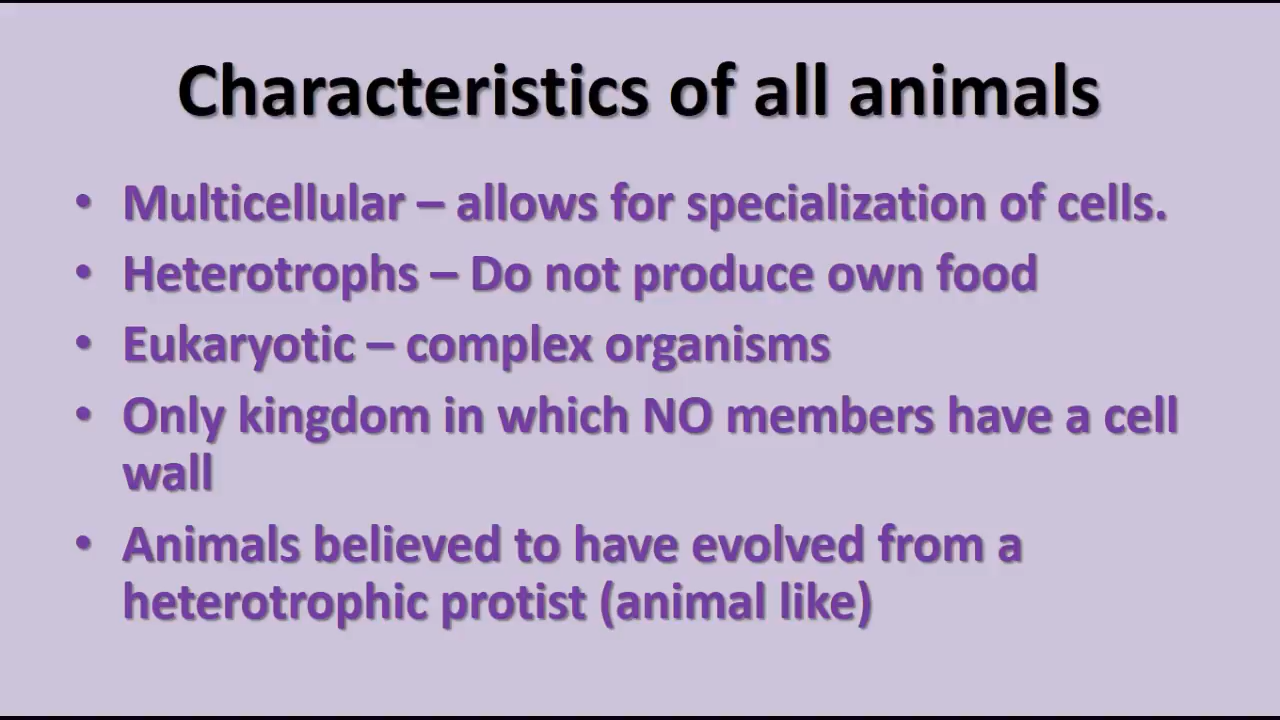 Characteristics of all animals
• Multicellular – allows for specialization of cells.
• Heterotrophs – Do not produce own food
• Eukaryotic – complex organisms
• Only kingdom in which NO members have a cell
wall
• Animals believed to have evolved from a
heterotrophic protist (animal like)